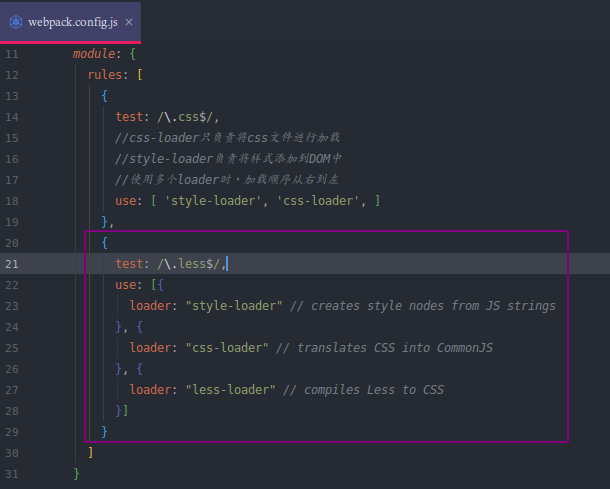 webpack.config.js ×
11 module: {
12 rules: [
13 {
14 test: /\.css$/,
15 //css-loader只负责将css文件进行加载
16 //style-loader负责将样式添加到DOM中
17 //使用多个loader时，加载顺序从右到左
18 use: [ 'style-loader', 'css-loader', ]
19 },
20 {
21 test: /\.less$/,
22 use: [{
23 loader: "style-loader" // creates style nodes from JS strings
24 }, {
25 loader: "css-loader" // translates CSS into CommonJS
26 }, {
27 loader: "less-loader" // compiles Less to CSS
28 }]
29 }
30 ]
31 }